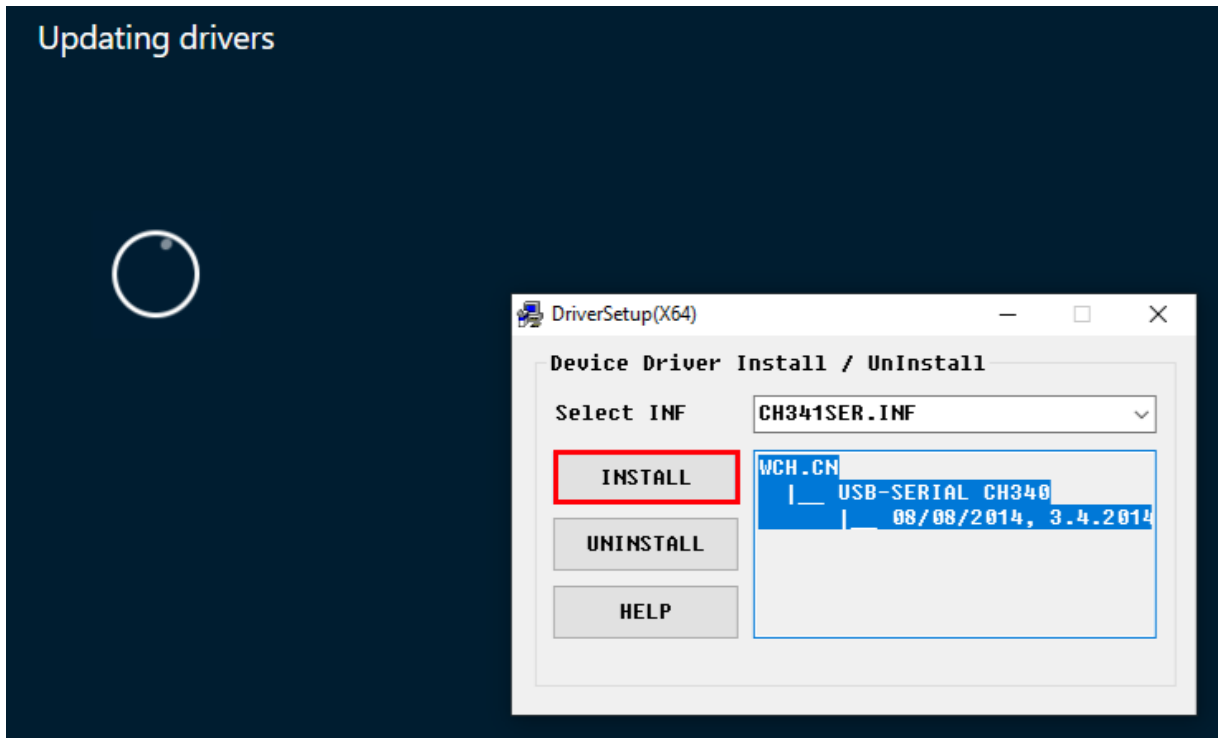 Updating drivers
DriverSetup(X64)
Device Driver Install / UnInstall
Select INF
CH341SER.INF
INSTALL
WCH.CN
|__ USB-SERIAL CH340
|__ 08/08/2014, 3.4.2014
UNINSTALL
HELP